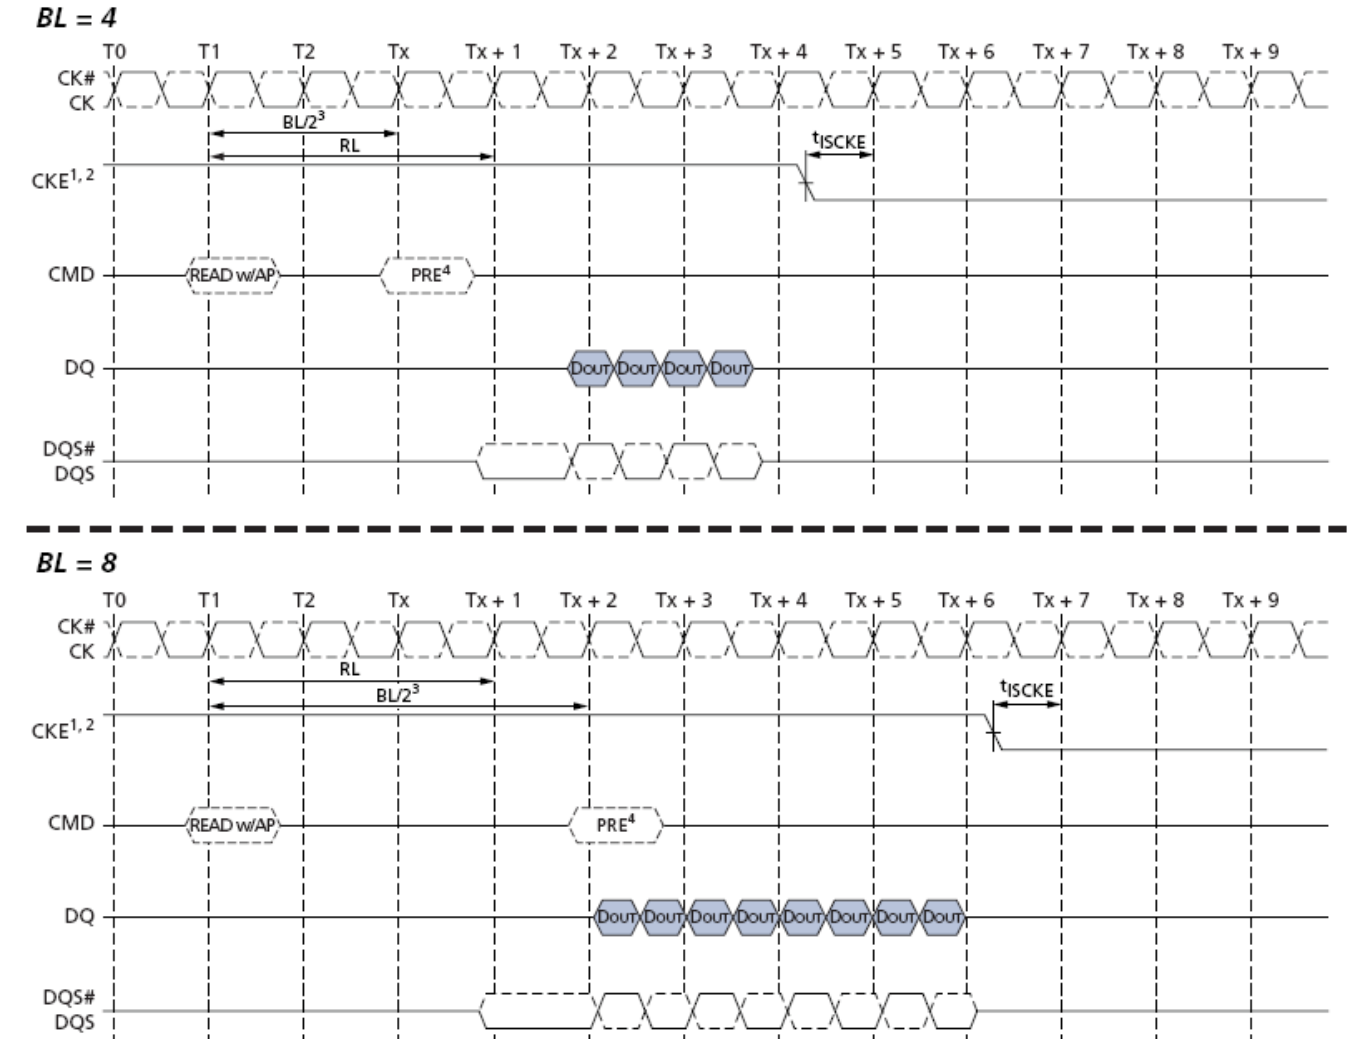 BL = 4
T0 T1 T2 Tx Tx + 1 Tx + 2 Tx + 3 Tx + 4 Tx + 5 Tx + 6 Tx + 7 Tx + 8 Tx + 9
CK#
CK
BL/2³
RL
tISCKE
CKE¹,²
CMD READ w/AP PRE⁴
DQ DOUT DOUT DOUT DOUT
DQS#
DQS
BL = 8
T0 T1 T2 Tx Tx + 1 Tx + 2 Tx + 3 Tx + 4 Tx + 5 Tx + 6 Tx + 7 Tx + 8 Tx + 9
CK#
CK
RL
BL/2³
tISCKE
CKE¹,²
CMD READ w/AP PRE⁴
DQ DOUT DOUT DOUT DOUT DOUT DOUT DOUT DOUT
DQS#
DQS